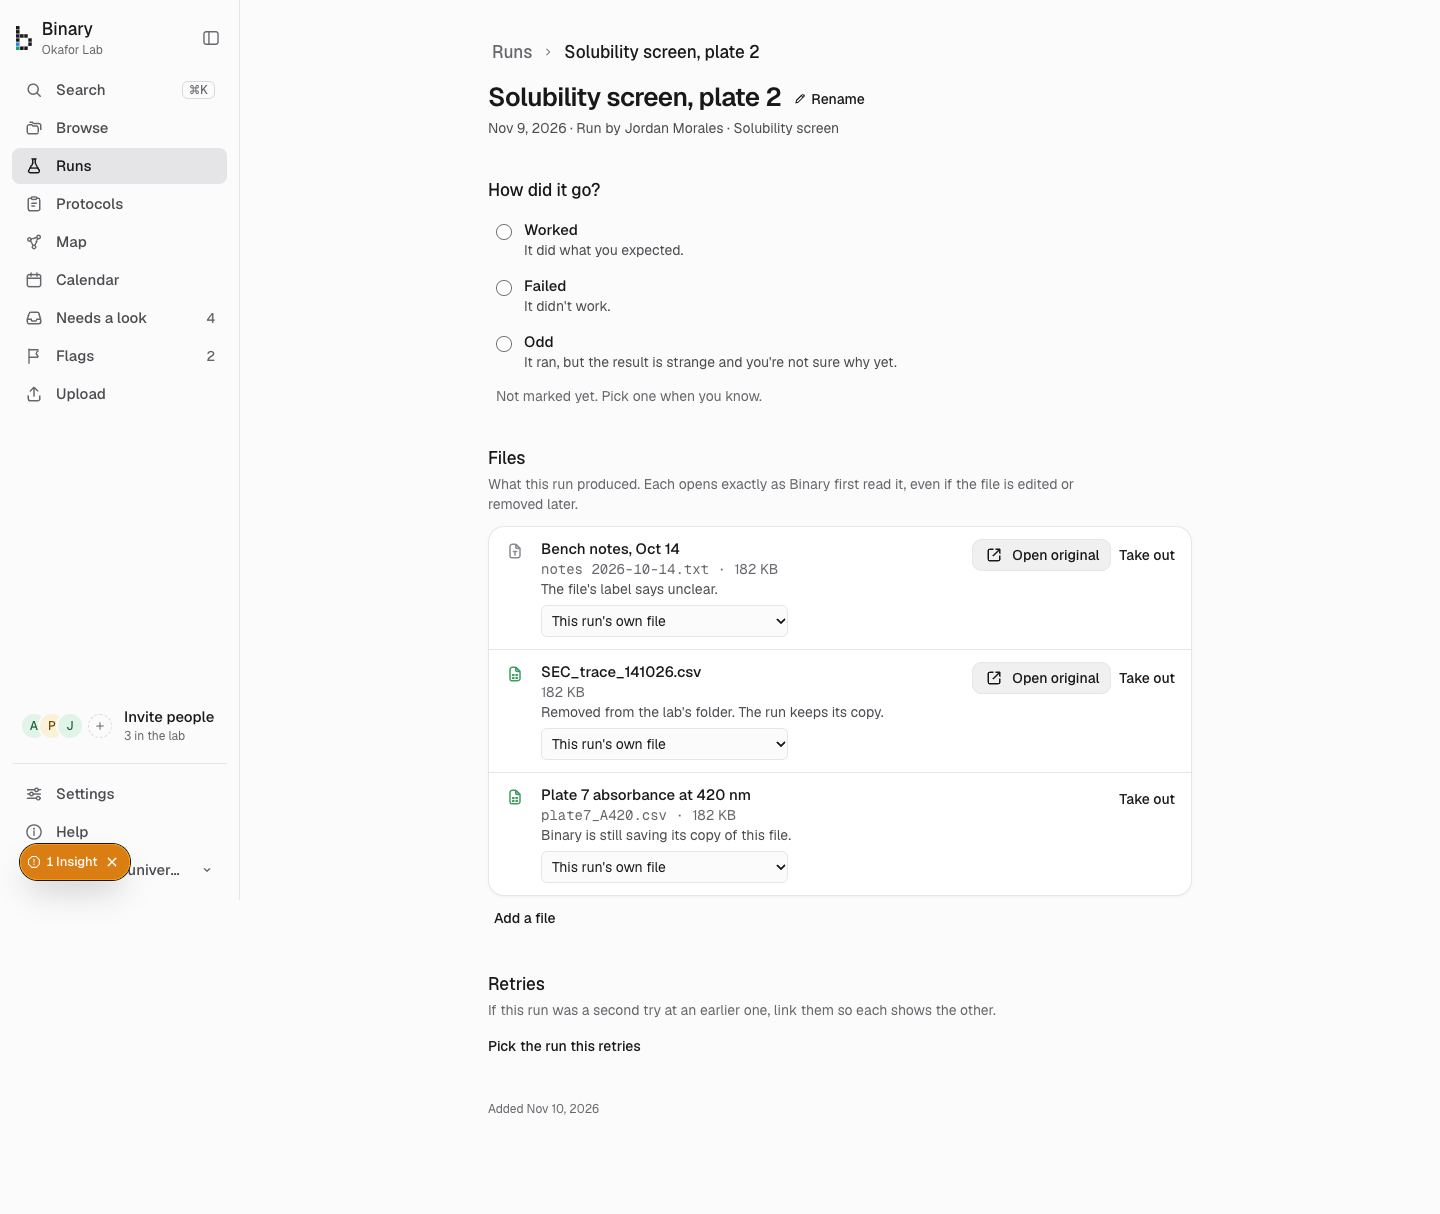 Binary
Okafor Lab
Search ⌘K
Browse
Runs
Protocols
Map
Calendar
Needs a look 4
Flags 2
Upload
A P J + Invite people
3 in the lab
Settings
Help
1 Insight
univer...
Runs › Solubility screen, plate 2
Solubility screen, plate 2 Rename
Nov 9, 2026 · Run by Jordan Morales · Solubility screen
How did it go?
Worked
It did what you expected.
Failed
It didn't work.
Odd
It ran, but the result is strange and you're not sure why yet.
Not marked yet. Pick one when you know.
Files
What this run produced. Each opens exactly as Binary first read it, even if the file is edited or
removed later.
Bench notes, Oct 14 Open original Take out
notes 2026-10-14.txt · 182 KB
The file's label says unclear.
This run's own file
SEC_trace_141026.csv Open original Take out
182 KB
Removed from the lab's folder. The run keeps its copy.
This run's own file
Plate 7 absorbance at 420 nm Take out
plate7_A420.csv · 182 KB
Binary is still saving its copy of this file.
This run's own file
Add a file
Retries
If this run was a second try at an earlier one, link them so each shows the other.
Pick the run this retries
Added Nov 10, 2026